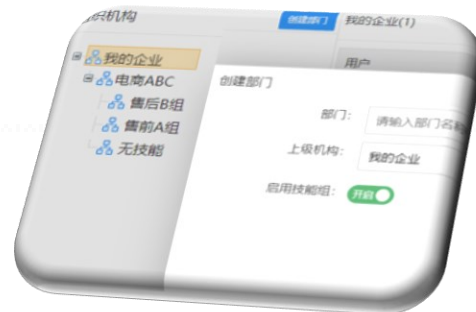 织机构
创建部门
我的企业(1)
我的企业
电商ABC
售后B组
售前A组
无技能
用户
创建部门
部门:
请输入部门名称
上级机构:
我的企业
启用技能组:
开启